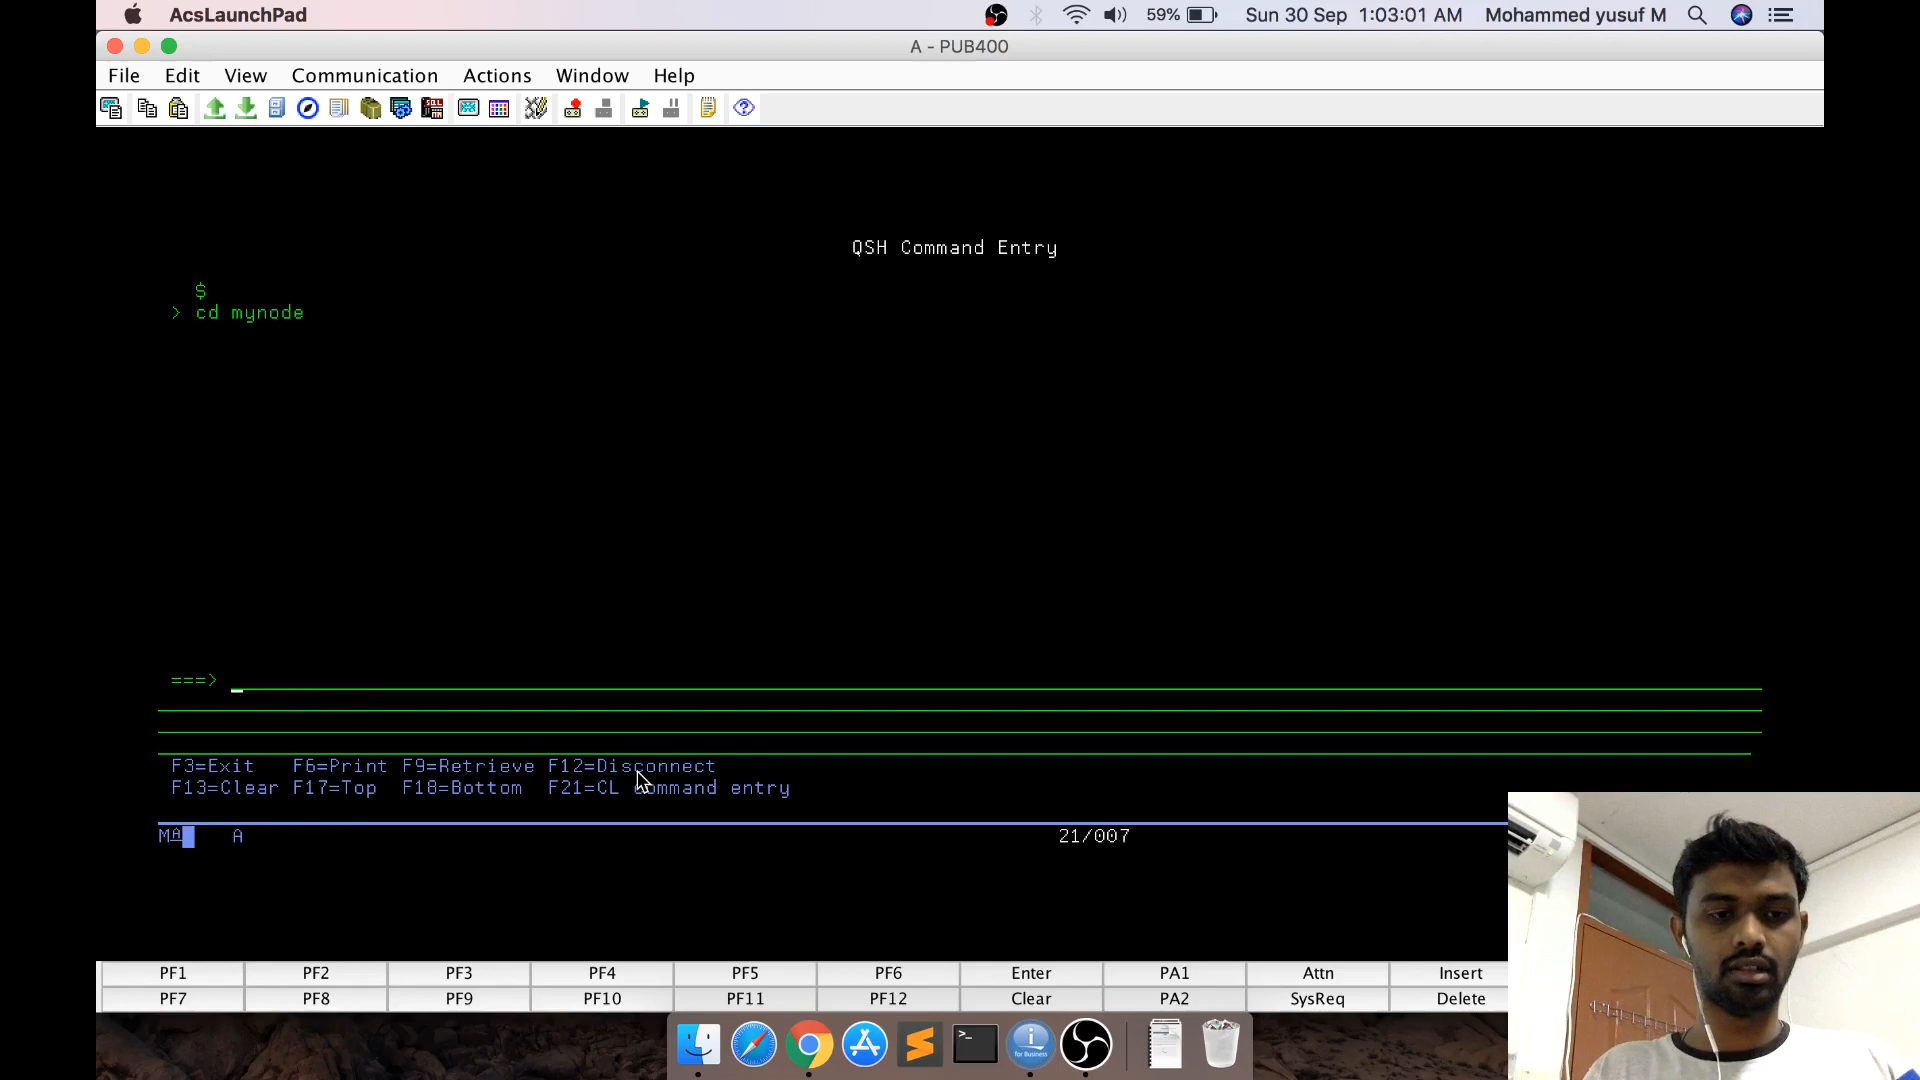 AcsLaunchPad 59% Sun 30 Sep 1:03:01 AM Mohammed yusuf M
A - PUB400
File Edit View Communication Actions Window Help
SQL
QSH Command Entry
$
> cd mynode
===>
F3=Exit F6=Print F9=Retrieve F12=Disconnect
F13=Clear F17=Top F18=Bottom F21=CL command entry
MA A 21/007
PF1 PF2 PF3 PF4 PF5 PF6 Enter PA1 Attn Insert
PF7 PF8 PF9 PF10 PF11 PF12 Clear PA2 SysReq Delete
>_
i
for Business